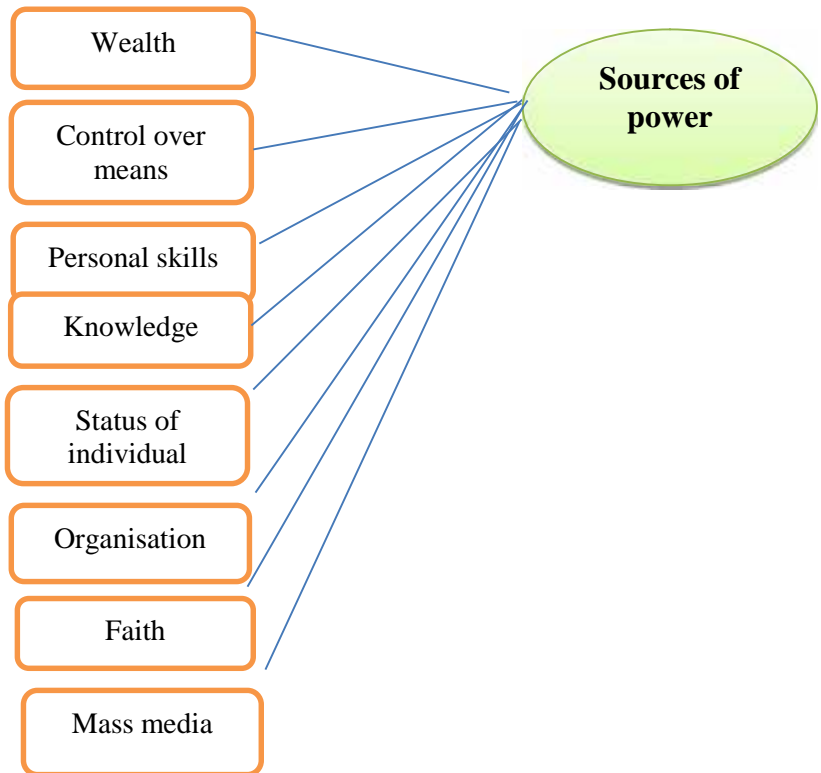 Wealth
Sources of
power
Control over
means
Personal skills
Knowledge
Status of
individual
Organisation
Faith
Mass media